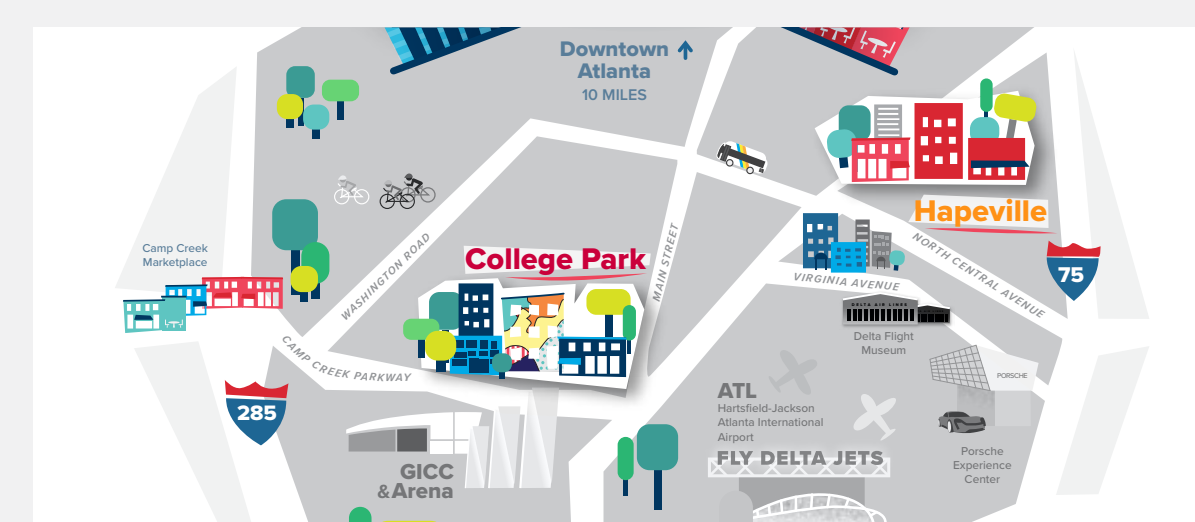 Downtown
Atlanta
10 MILES
Hapeville
Camp Creek
Marketplace
WASHINGTON ROAD
College Park
MAIN STREET
NORTH CENTRAL AVENUE
75
VIRGINIA AVENUE
DELTA AIR LINES
Delta Flight
Museum
CAMP CREEK PARKWAY
285
PORSCHE
ATL
Hartsfield-Jackson
Atlanta International
Airport
FLY DELTA JETS
GICC
& Arena
Porsche
Experience
Center